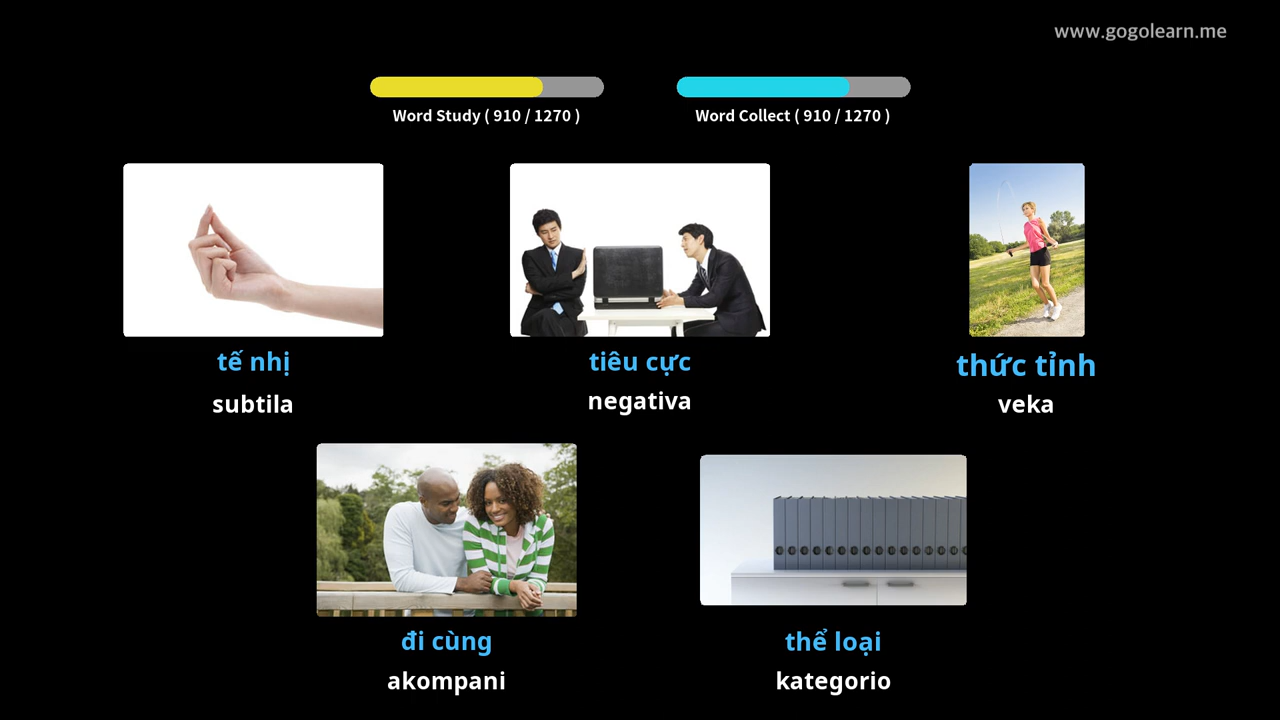 www.gogolearn.me
Word Study ( 910 / 1270 )
Word Collect ( 910 / 1270 )
tế nhị
subtila
tiêu cực
negativa
thức tỉnh
veka
đi cùng
akompani
thể loại
kategorio